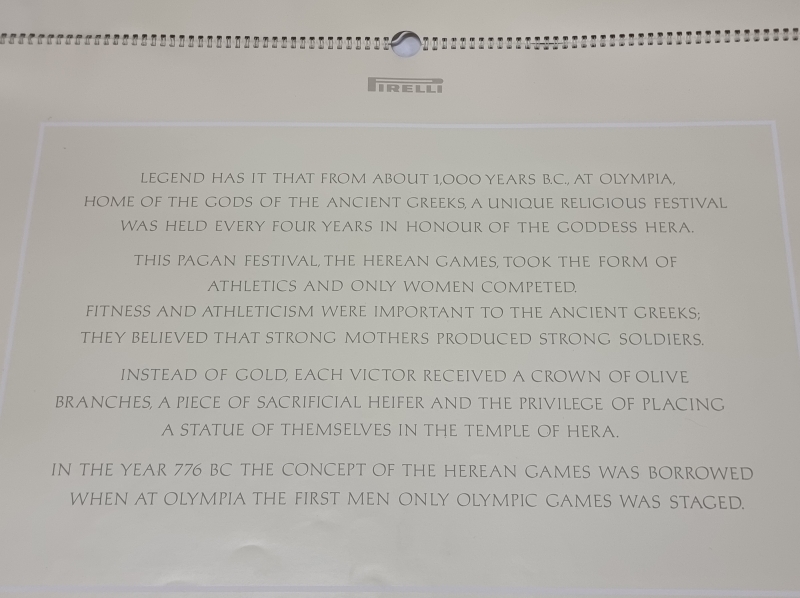 PIRELLI
LEGEND HAS IT THAT FROM ABOUT 1,000 YEARS B.C., AT OLYMPIA,
HOME OF THE GODS OF THE ANCIENT GREEKS, A UNIQUE RELIGIOUS FESTIVAL
WAS HELD EVERY FOUR YEARS IN HONOUR OF THE GODDESS HERA.
THIS PAGAN FESTIVAL, THE HEREAN GAMES, TOOK THE FORM OF
ATHLETICS AND ONLY WOMEN COMPETED.
FITNESS AND ATHLETICISM WERE IMPORTANT TO THE ANCIENT GREEKS;
THEY BELIEVED THAT STRONG MOTHERS PRODUCED STRONG SOLDIERS.
INSTEAD OF GOLD, EACH VICTOR RECEIVED A CROWN OF OLIVE
BRANCHES, A PIECE OF SACRIFICIAL HEIFER AND THE PRIVILEGE OF PLACING
A STATUE OF THEMSELVES IN THE TEMPLE OF HERA.
IN THE YEAR 776 BC THE CONCEPT OF THE HEREAN GAMES WAS BORROWED
WHEN AT OLYMPIA THE FIRST MEN ONLY OLYMPIC GAMES WAS STAGED.